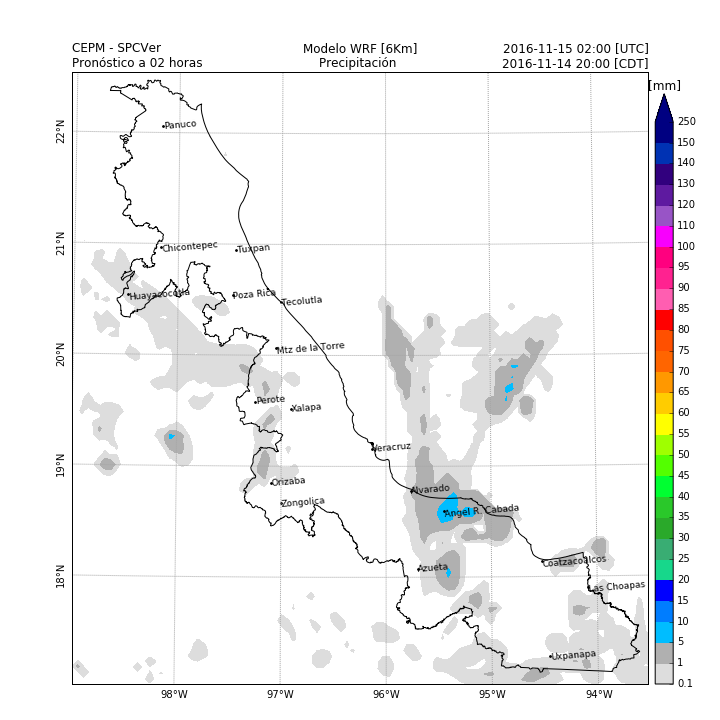 CEPM - SPCVer
Modelo WRF [6Km]
2016-11-15 02:00 [UTC]
Pronóstico a 02 horas
Precipitación
2016-11-14 20:00 [CDT]
[mm]
250
150
140
130
120
110
100
95
90
85
80
75
70
65
60
55
50
45
40
35
30
25
20
15
10
5
1
0.1
22°N
21°N
20°N
19°N
18°N
Panuco
Chicontepec
Tuxpan
Huayacocotla
Poza Rica
Tecolutla
Mtz de la Torre
Perote
Xalapa
Veracruz
Orizaba
Alvarado
Zongolica
Angel R. Cabada
Azueta
Coatzacoalcos
Las Choapas
Uxpanapa
98°W
97°W
96°W
95°W
94°W